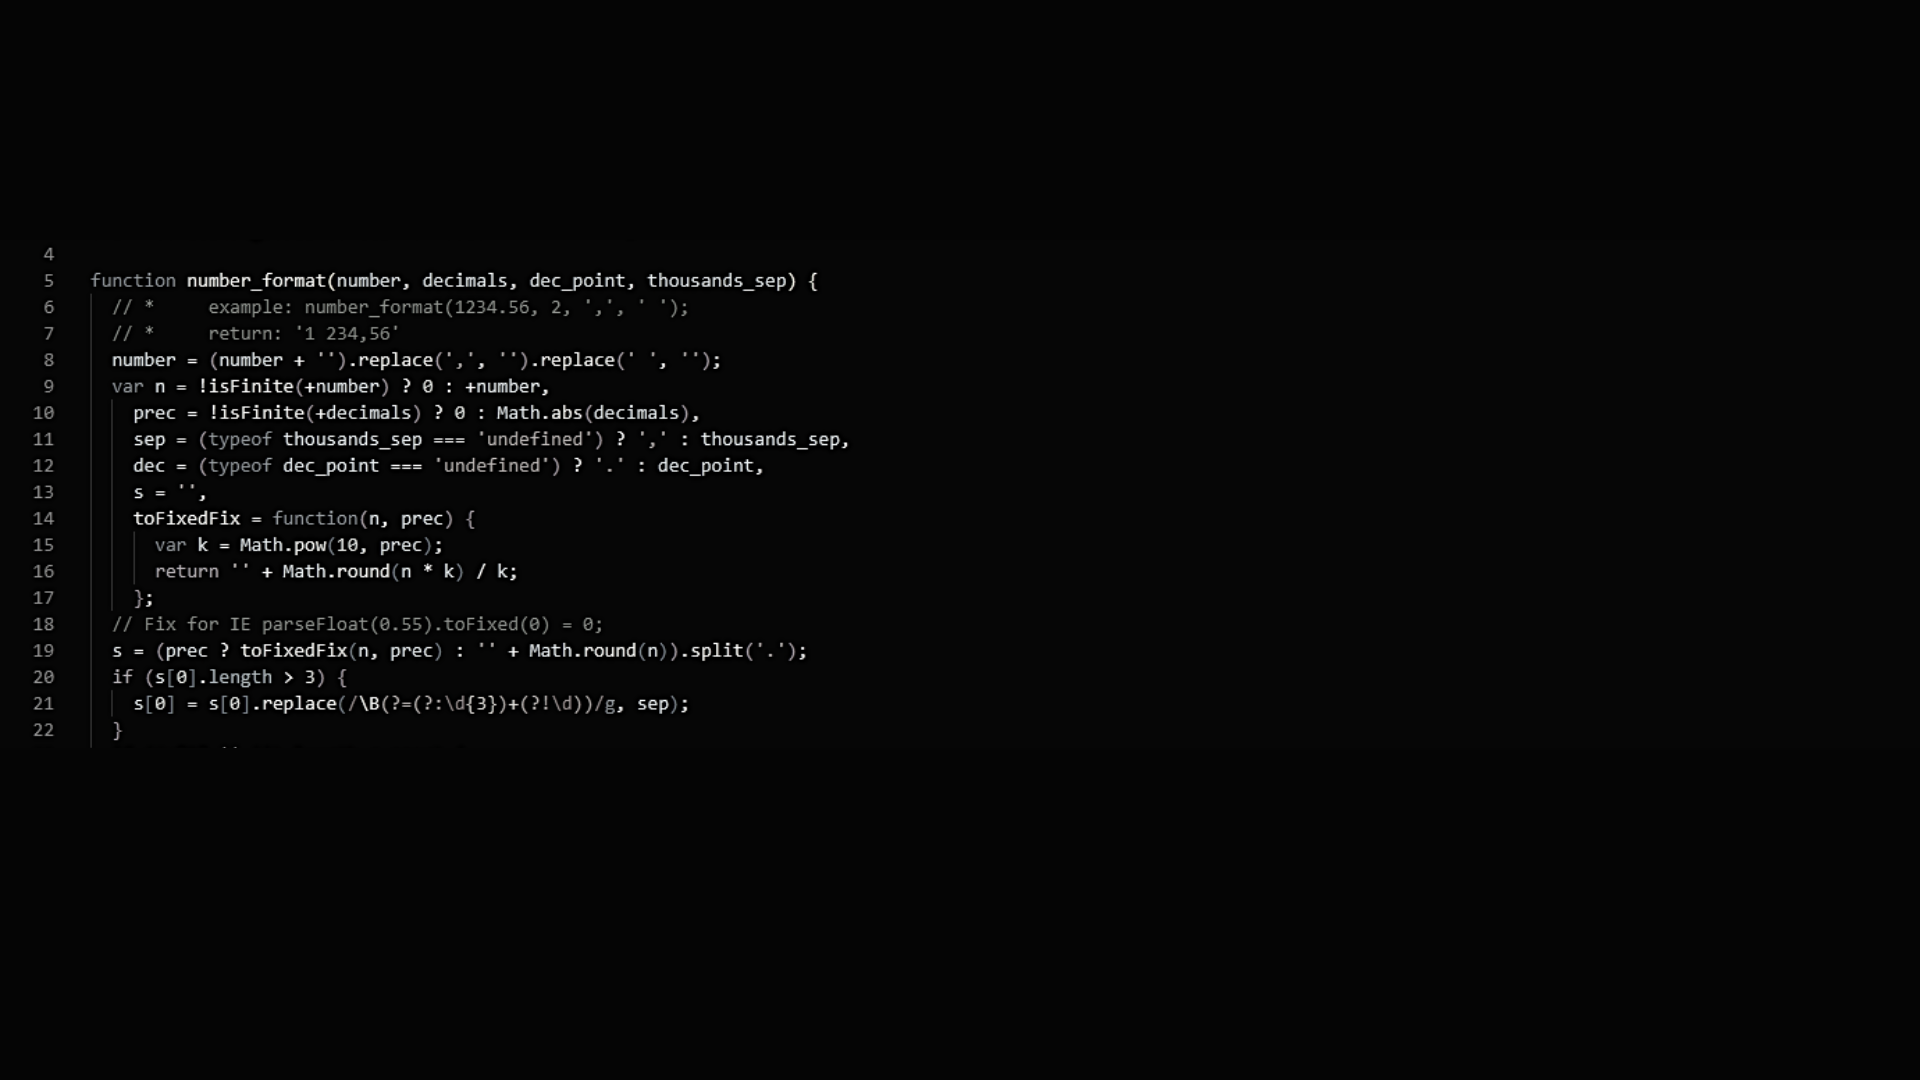 4
5 function number_format(number, decimals, dec_point, thousands_sep) {
6 // * example: number_format(1234.56, 2, ',', ' ');
7 // * return: '1 234,56'
8 number = (number + '').replace(',', '').replace(' ', '');
9 var n = !isFinite(+number) ? 0 : +number,
10 prec = !isFinite(+decimals) ? 0 : Math.abs(decimals),
11 sep = (typeof thousands_sep === 'undefined') ? ',' : thousands_sep,
12 dec = (typeof dec_point === 'undefined') ? '.' : dec_point,
13 s = '',
14 toFixedFix = function(n, prec) {
15 var k = Math.pow(10, prec);
16 return '' + Math.round(n * k) / k;
17 };
18 // Fix for IE parseFloat(0.55).toFixed(0) = 0;
19 s = (prec ? toFixedFix(n, prec) : '' + Math.round(n)).split('.');
20 if (s[0].length > 3) {
21 s[0] = s[0].replace(/\B(?=(?:\d{3})+(?!\d))/g, sep);
22 }